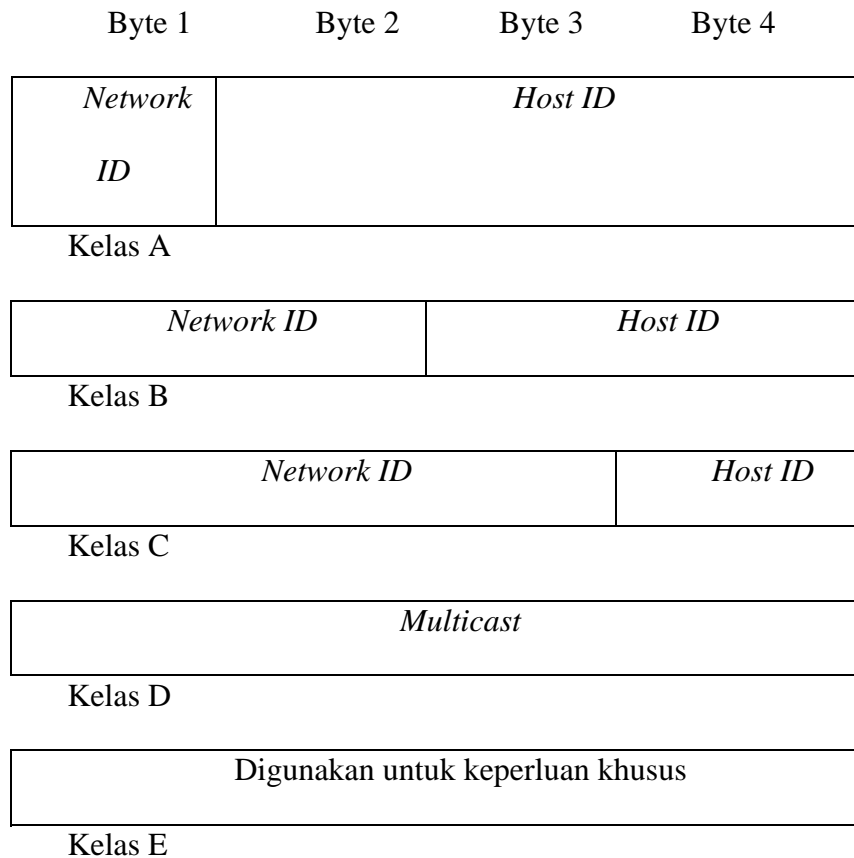 Byte 1 Byte 2 Byte 3 Byte 4
Network Host ID
ID
Kelas A
Network ID Host ID
Kelas B
Network ID Host ID
Kelas C
Multicast
Kelas D
Digunakan untuk keperluan khusus
Kelas E